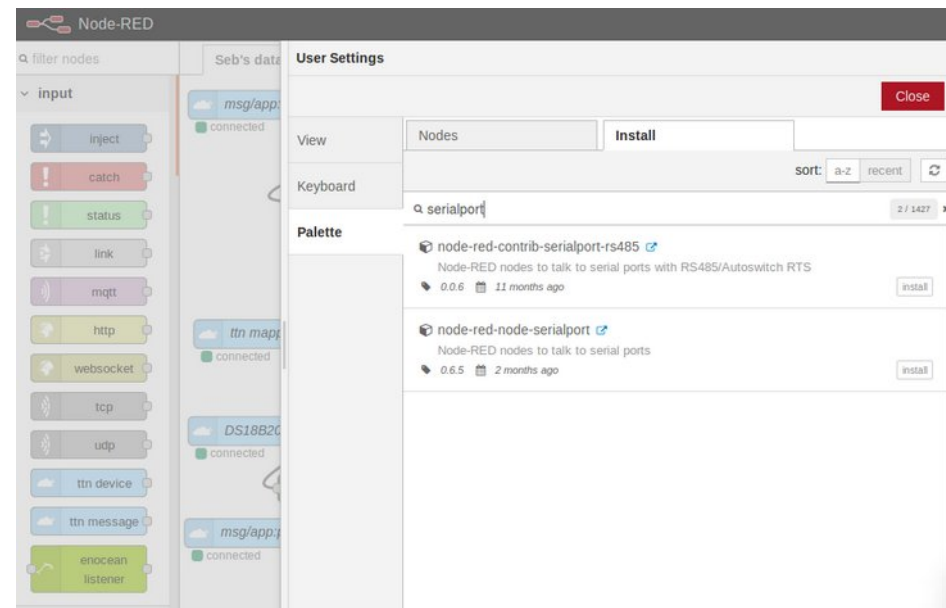 Node-RED
filter nodes
input
inject
catch
status
link
mqtt
http
websocket
tcp
udp
ttn device
ttn message
enocean
listener
Seb's data
msg/app:
connected
ttn mapp
connected
DS18B20
connected
msg/app:p
connected
User Settings
Close
View
Keyboard
Palette
Nodes
Install
sort: a-z recent
serialport
2 / 1427
node-red-contrib-serialport-rs485
Node-RED nodes to talk to serial ports with RS485/Autoswitch RTS
0.0.6 11 months ago
install
node-red-node-serialport
Node-RED nodes to talk to serial ports
0.6.5 2 months ago
install